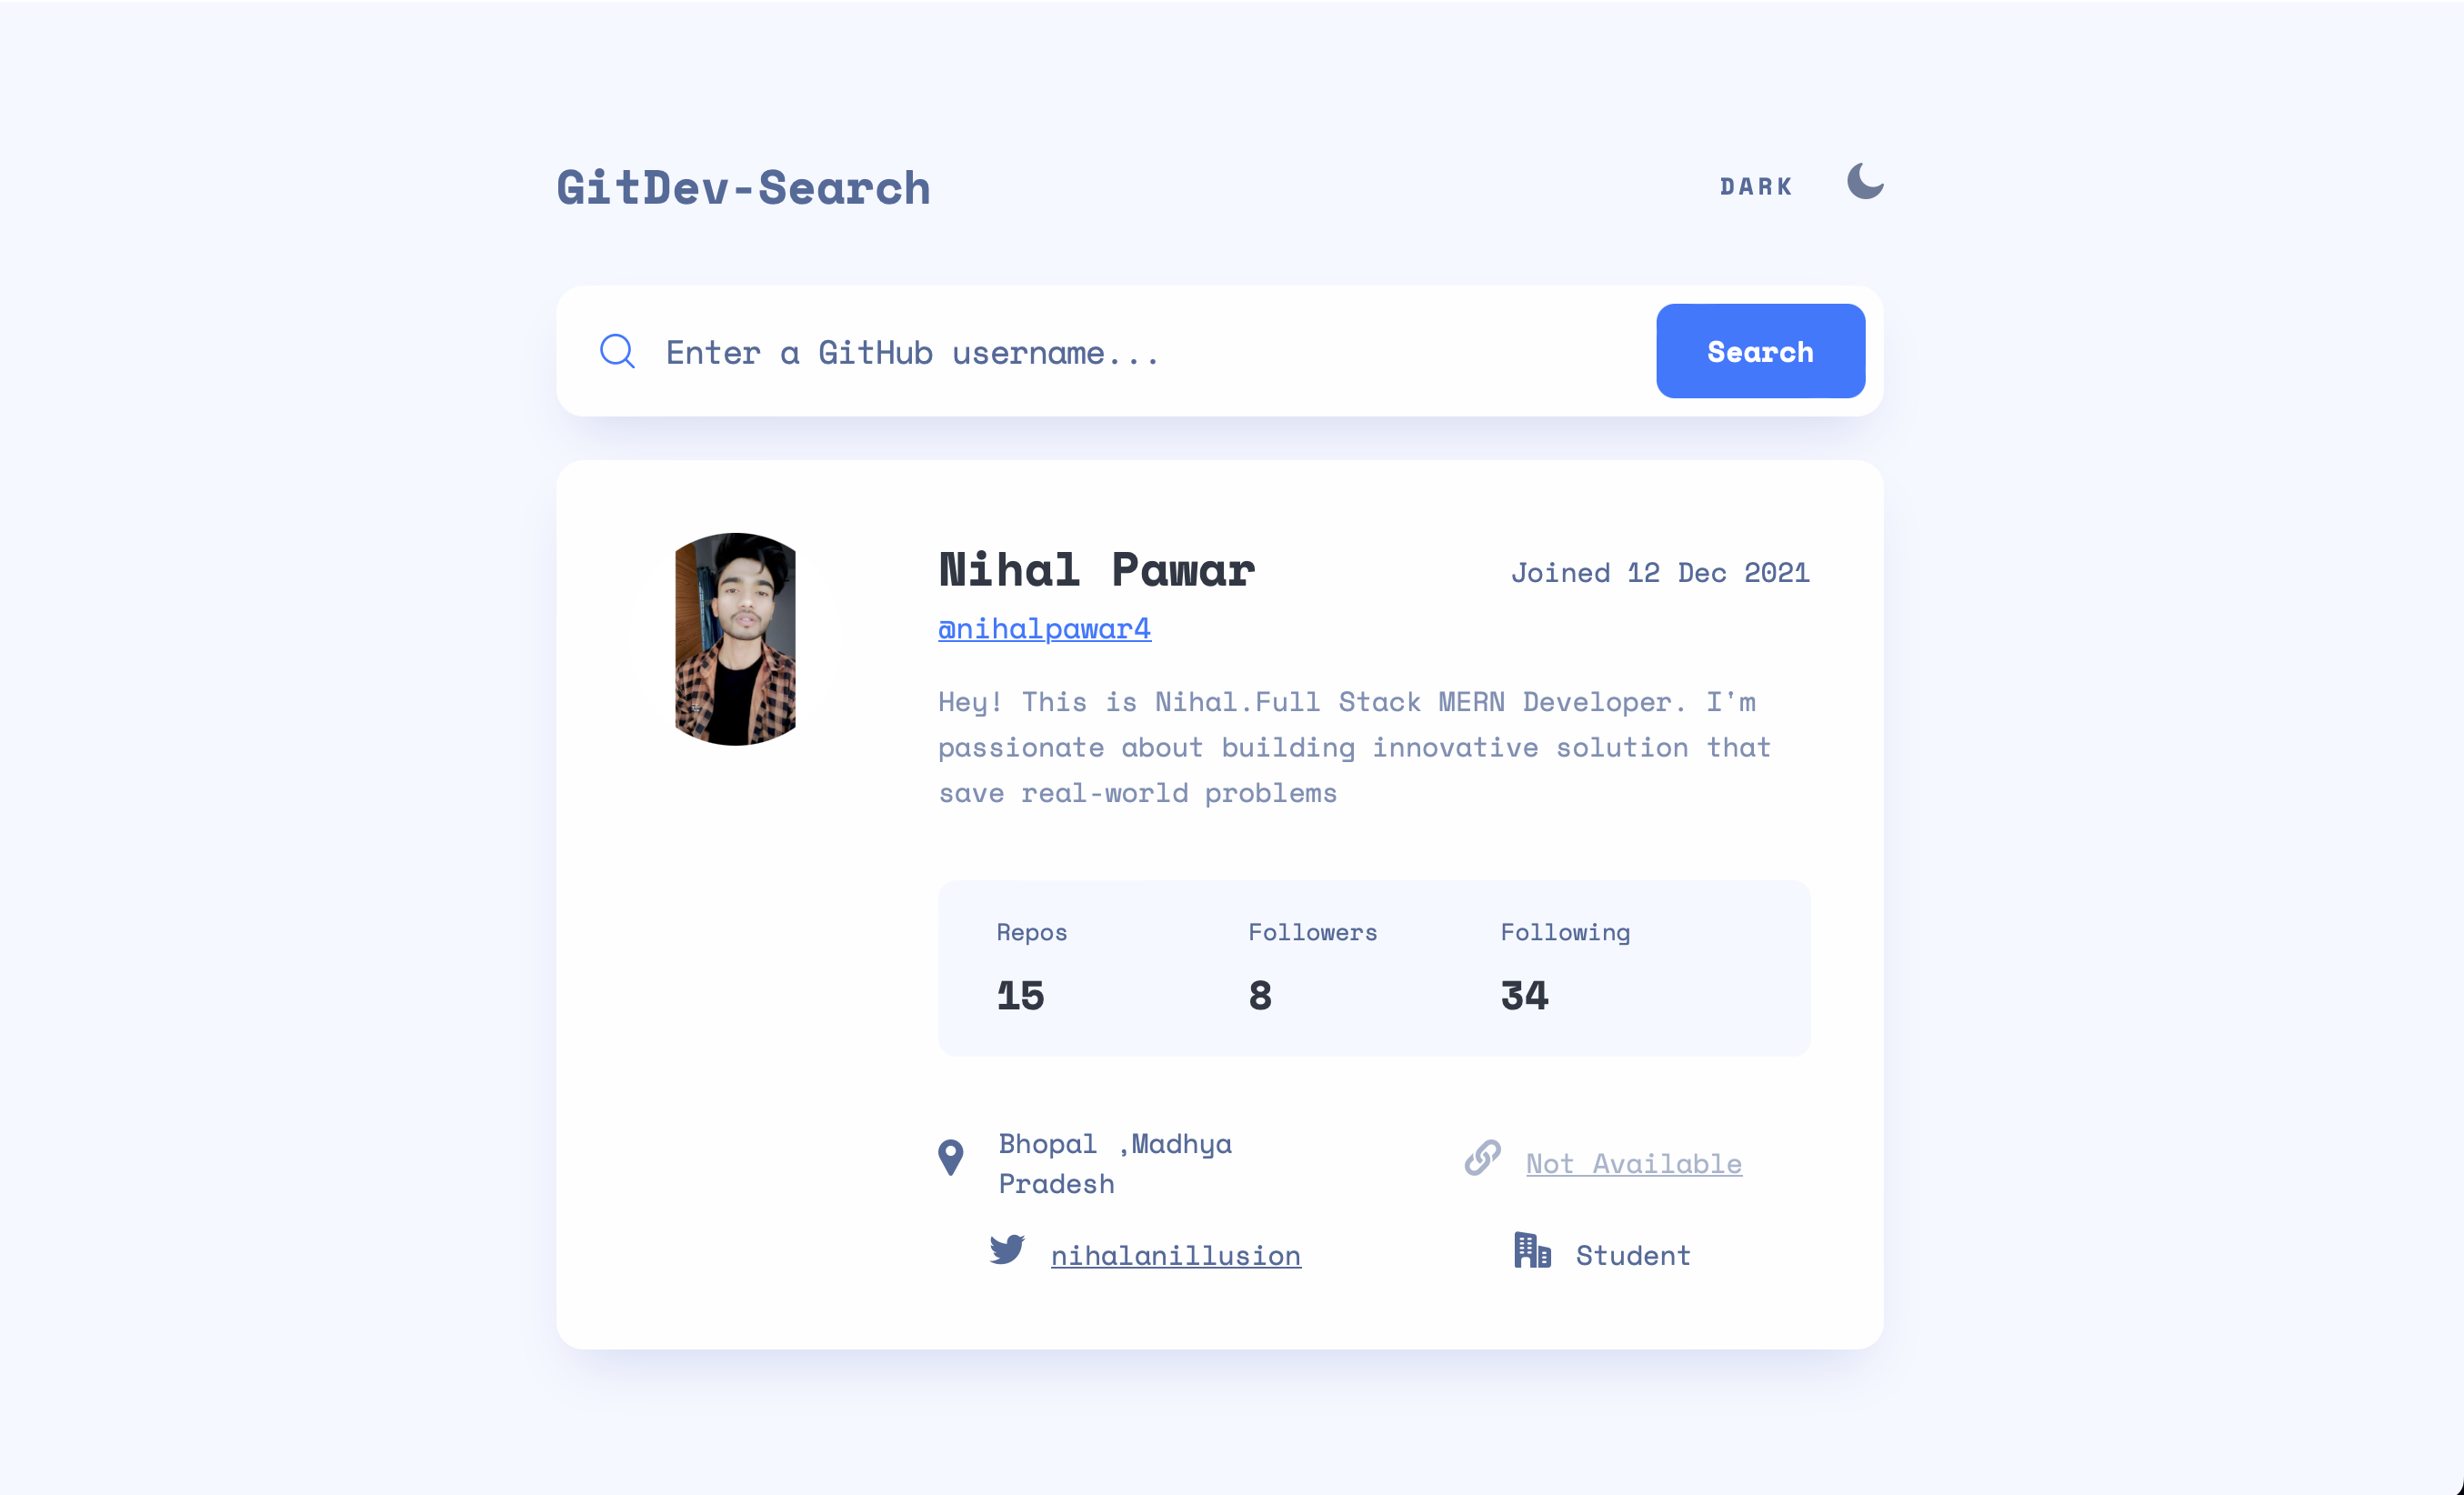 GitDev-Search
DARK
Enter a GitHub username...
Search
Nihal Pawar
Joined 12 Dec 2021
@nihalpawar4
Hey! This is Nihal.Full Stack MERN Developer. I'm
passionate about building innovative solution that
save real-world problems
Repos
Followers
Following
15
8
34
Bhopal ,Madhya
Pradesh
Not Available
nihalanillusion
Student